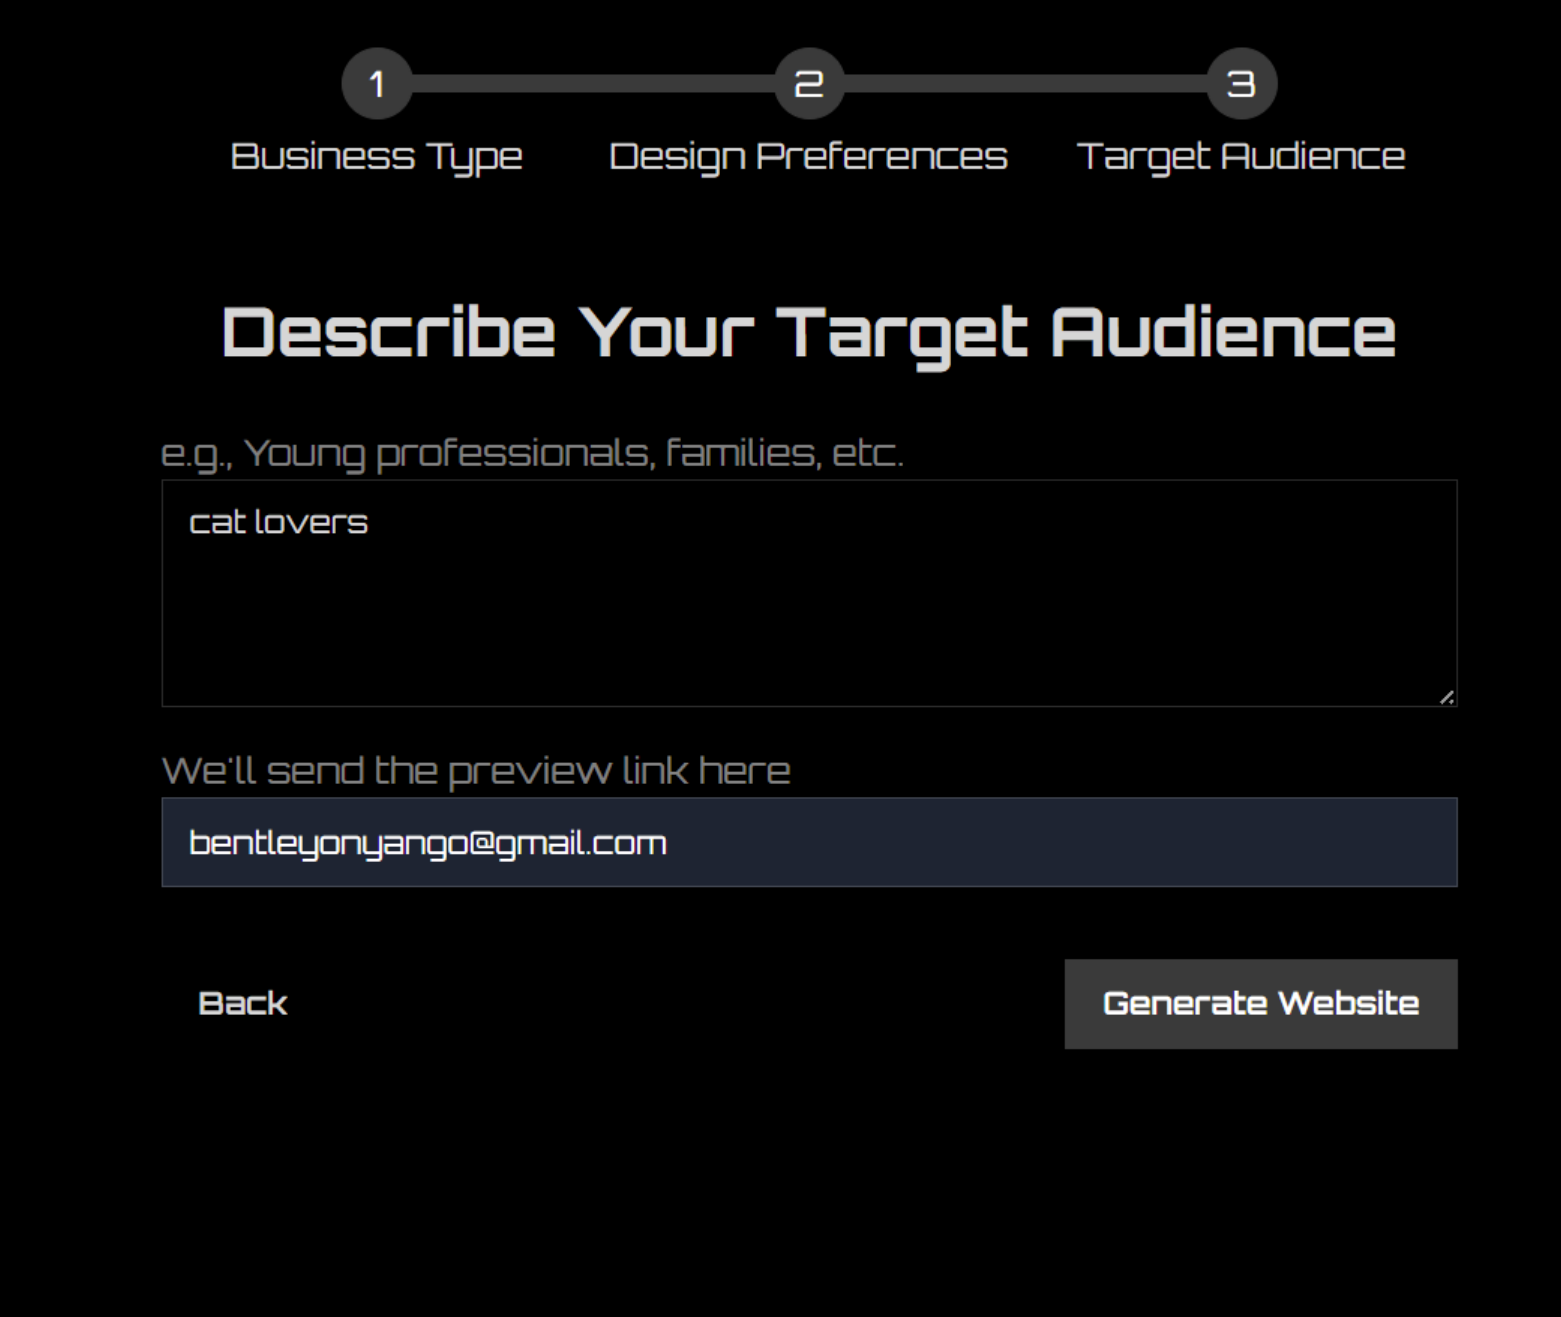 1 2 3
Business Type Design Preferences Target Audience
Describe Your Target Audience
e.g., Young professionals, families, etc.
cat lovers
We'll send the preview link here
bentleyonyango@gmail.com
Back Generate Website